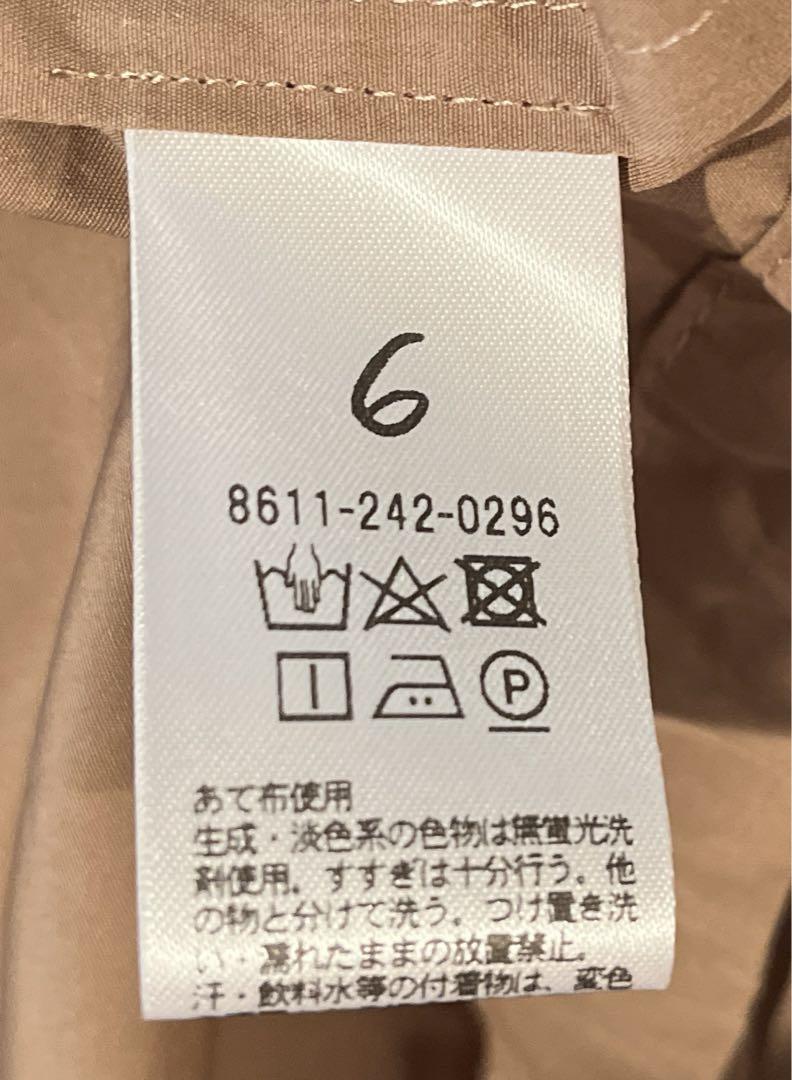 6
8611-242-0296
P
あて布使用
生成・淡色系の色物は無蛍光洗
剤使用。すすぎは十分行う。他
の物と分けて洗う。つけ置き洗
い・濡れたままの放置禁止。
汗・飲料水等の付着物は、変色